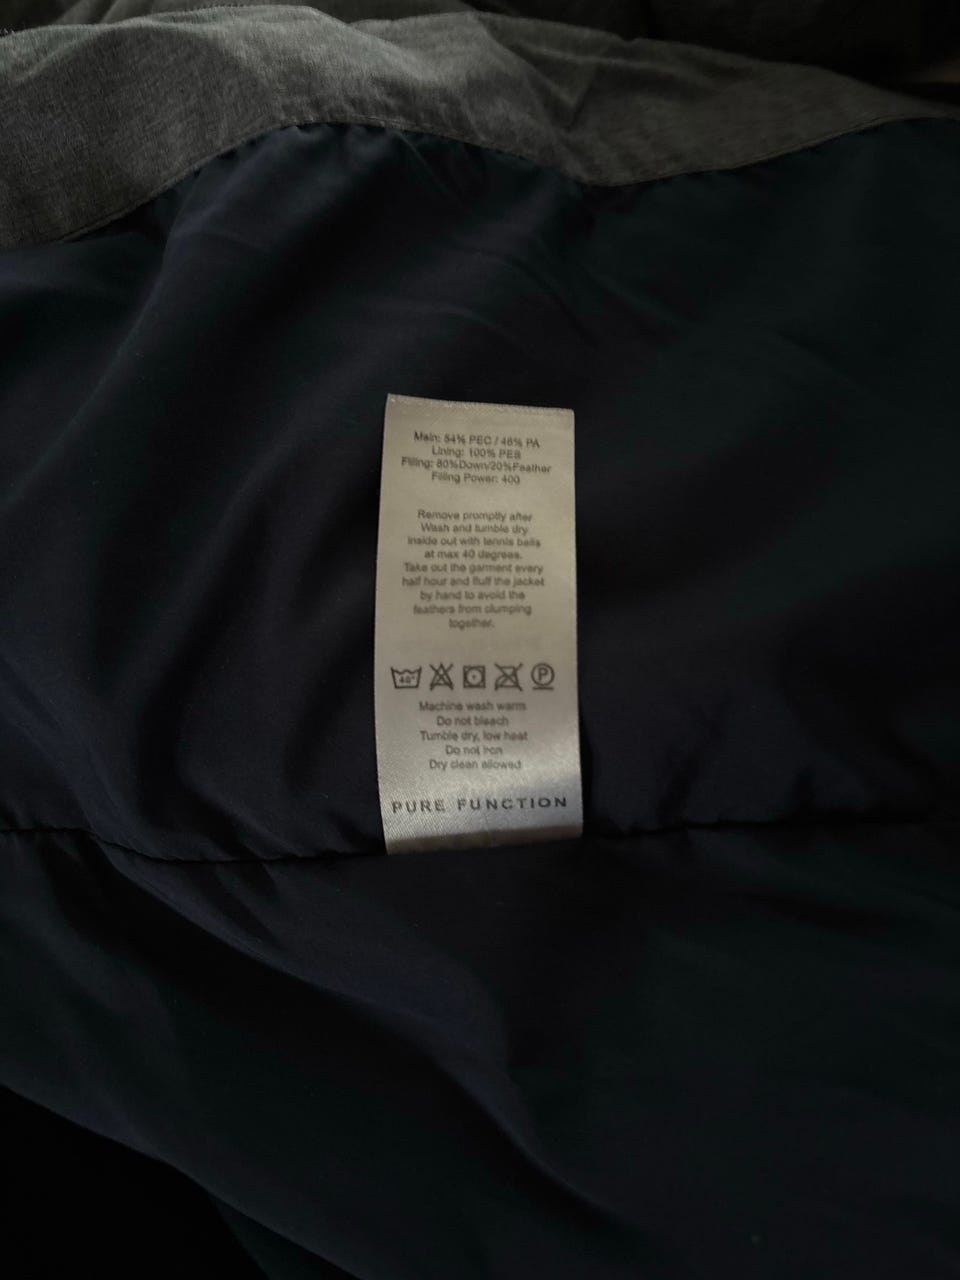 Main: 54% PEC / 46% PA
Lining: 100% PES
Filling: 80%Down/20%Feather
Filling Power: 400
Remove promptly after
Wash and tumble dry
inside out with tennis balls
at max 40 degrees.
Take out the garment every
half hour and fluff the jacket
by hand to avoid the
feathers from clumping
together.
40°
P
Machine wash warm
Do not bleach
Tumble dry, low heat
Do not iron
Dry clean allowed
PURE FUNCTION